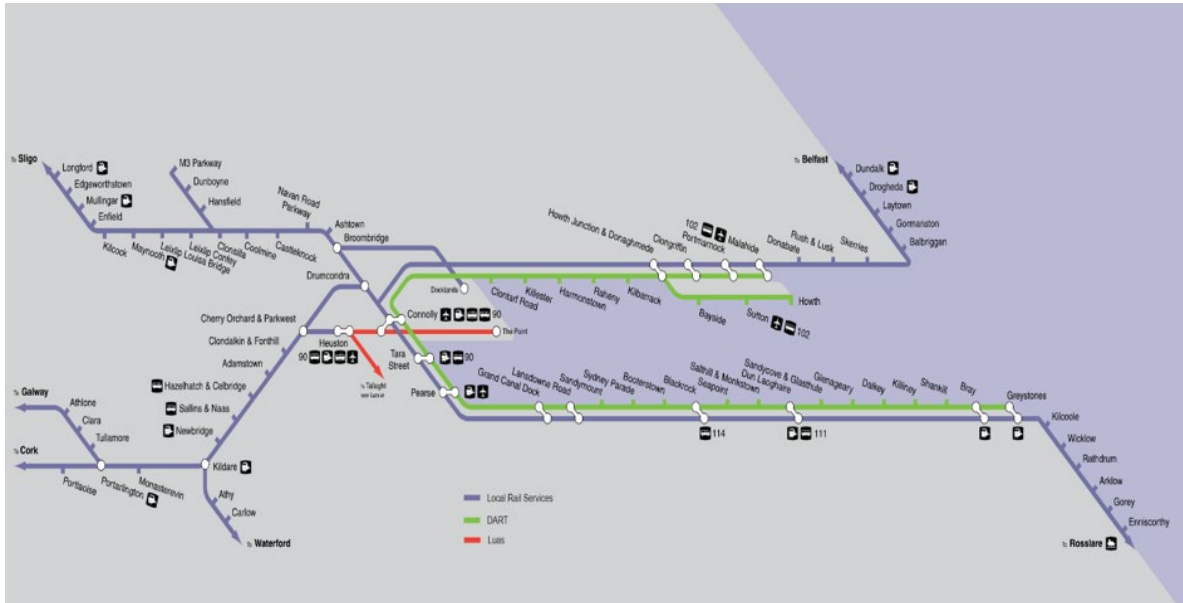 To Sligo
Longford
Edgeworthstown
Mullingar
Enfield
Kilcock
Maynooth
Leixlip Louisa Bridge
Leixlip Confey
Clonsilla
Coolmine
Castleknock
M3 Parkway
Dunboyne
Hansfield
Navan Road
Parkway
Ashtown
Broombridge
Drumcondra
Docklands
To Belfast
Dundalk
Drogheda
Laytown
Gormanston
Balbriggan
Skerries
Rush & Lusk
Donabate
102 Malahide
Portmarnock
Clongriffin
Howth Junction & Donaghmede
Clontarf Road
Killester
Harmonstown
Raheny
Kilbarrack
Bayside
Sutton 102
Howth
Connolly 90
The Point
Cherry Orchard & Parkwest
Heuston
90
Clondalkin & Fonthill
Adamstown
Hazelhatch & Celbridge
Sallins & Naas
Newbridge
Kildare
To Tallaght
Tara
Street
90
Pearse
Grand Canal Dock
Lansdowna Road
Sandymount
Sydney Parade
Booterstown
Blackrock
Seapoint
Salthill & Monkstown
Dun Laoghaire
Sandycove & Glasthule
Glenageary
Dalkey
Killiney
Shankill
Bray
Greystones
114
111
Kilcoole
Wicklow
Rathdrum
Arklow
Gorey
Enniscorthy
To Rosslare
To Galway
Athlone
Clara
Tullamore
To Cork
Portlaoise
Portarlington
Monasterevin
Athy
Carlow
To Waterford
Local Rail Services
DART
Luas